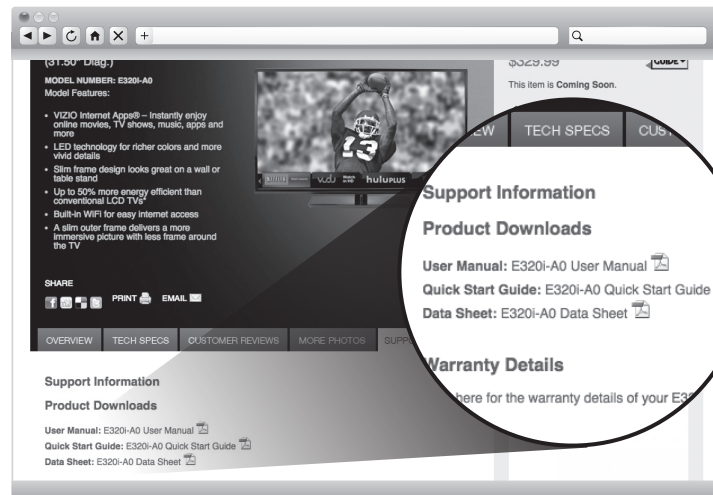 (31.50" Diag.)
MODEL NUMBER: E320i-A0
Model Features:
• VIZIO Internet Apps® – Instantly enjoy
online movies, TV shows, music, apps and
more
• LED technology for richer colors and more
vivid details
• Slim frame design looks great on a wall or
table stand
• Up to 50% more energy efficient than
conventional LCD TVs*
• Built-in WiFi for easy internet access
• A slim outer frame delivers a more
immersive picture with less frame around
the TV
SHARE
PRINT EMAIL
13
NETFLIX
vudu
huluPLUS
$329.99
GUIDE
This item is Coming Soon.
OVERVIEW TECH SPECS CUSTOMER REVIEWS MORE PHOTOS SUPPO
Support Information
Product Downloads
User Manual: E320i-A0 User Manual
Quick Start Guide: E320i-A0 Quick Start Guide
Data Sheet: E320i-A0 Data Sheet
EW TECH SPECS CUST
Support Information
Product Downloads
User Manual: E320i-A0 User Manual
Quick Start Guide: E320i-A0 Quick Start Guide
Data Sheet: E320i-A0 Data Sheet
Warranty Details
here for the warranty details of your E32